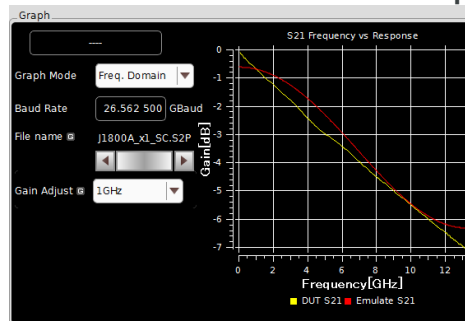 Graph
----
Graph Mode
Freq. Domain
Baud Rate
26.562 500
GBaud
File name G
J1800A_x1_SC.S2P
Gain Adjust G
1GHz
S21 Frequency vs Response
Gain[dB]
0
-1
-2
-3
-4
-5
-6
-7
0 2 4 6 8 10 12
Frequency[GHz]
DUT S21 Emulate S21